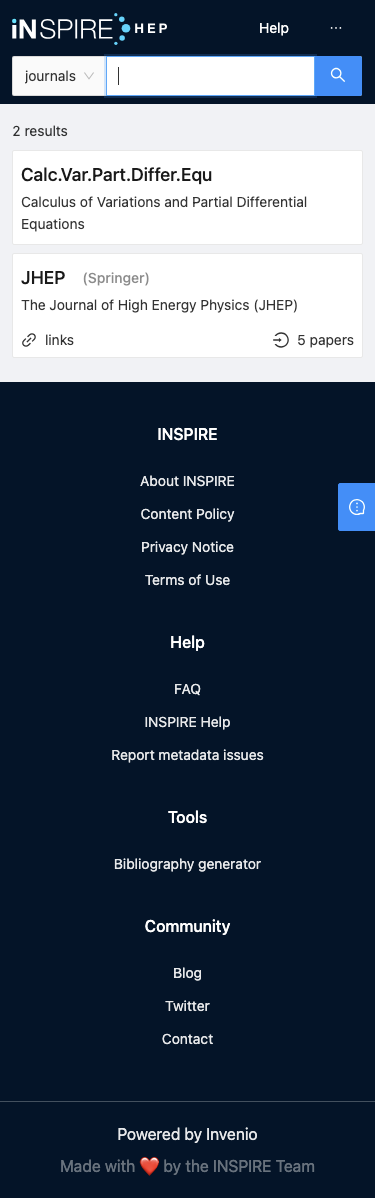 iNSPIRE HEP
Help
···
journals
2 results
Calc.Var.Part.Differ.Equ
Calculus of Variations and Partial Differential
Equations
JHEP (Springer)
The Journal of High Energy Physics (JHEP)
links
5 papers
INSPIRE
About INSPIRE
Content Policy
Privacy Notice
Terms of Use
Help
FAQ
INSPIRE Help
Report metadata issues
Tools
Bibliography generator
Community
Blog
Twitter
Contact
Powered by Invenio
Made with ❤️ by the INSPIRE Team